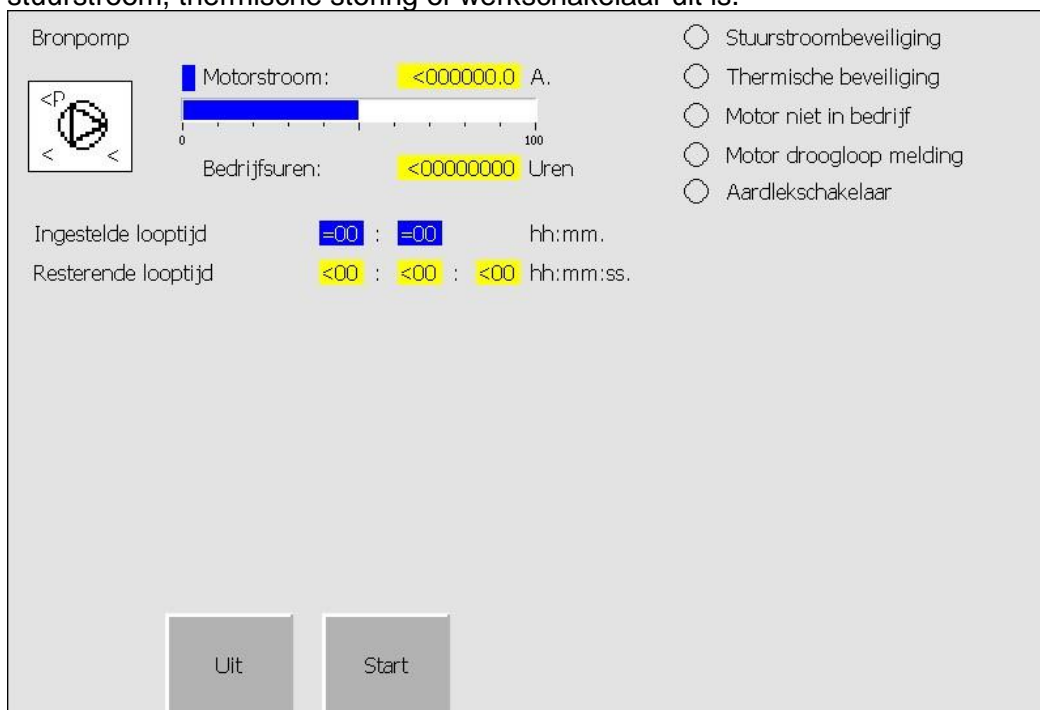 stuurstroom, thermische storing of werkschakelaar uit is.
Bronpomp
Motorstroom: <000000.0 A.
<P
< <
0 100
Bedrijfsuren: <00000000 Uren
Stuurstroombeveiliging
Thermische beveiliging
Motor niet in bedrijf
Motor droogloop melding
Aardlekschakelaar
Ingestelde looptijd =00 : =00 hh:mm.
Resterende looptijd <00 : <00 : <00 hh:mm:ss.
Uit Start